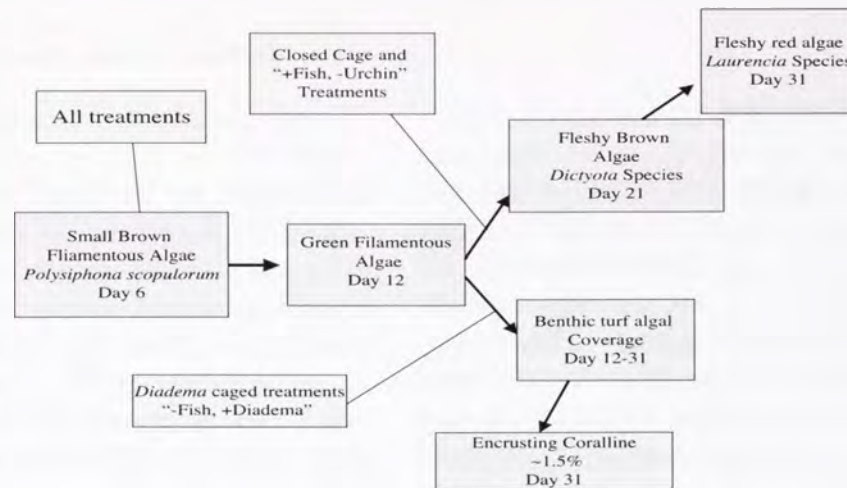 Closed Cage and
"+Fish, -Urchin"
Treatments
Fleshy red algae
Laurencia Species
Day 31
All treatments
Fleshy Brown
Algae
Dictyota Species
Day 21
Small Brown
Fliamentous Algae
Polysiphona scopulorum
Day 6
Green Filamentous
Algae
Day 12
Benthic turf algal
Coverage
Day 12-31
Diadema caged treatments
"-Fish, +Diadema"
Encrusting Coralline
~1.5%
Day 31